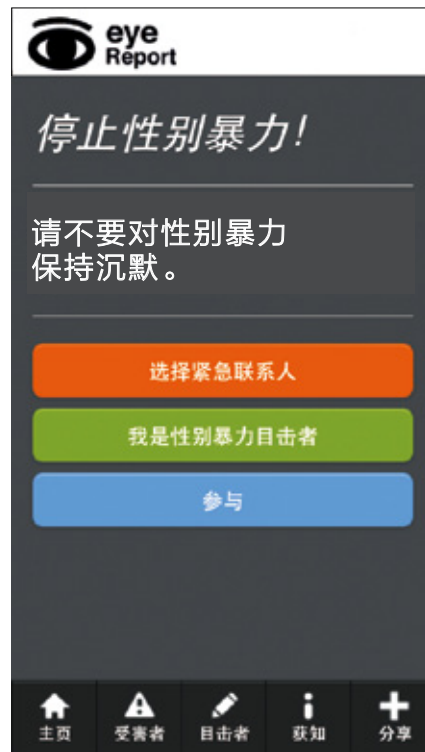 eye
Report
停止性别暴力!
请不要对性别暴力
保持沉默。
选择紧急联系人
我是性别暴力目击者
参与
主页 受害者 目击者 获知 分享